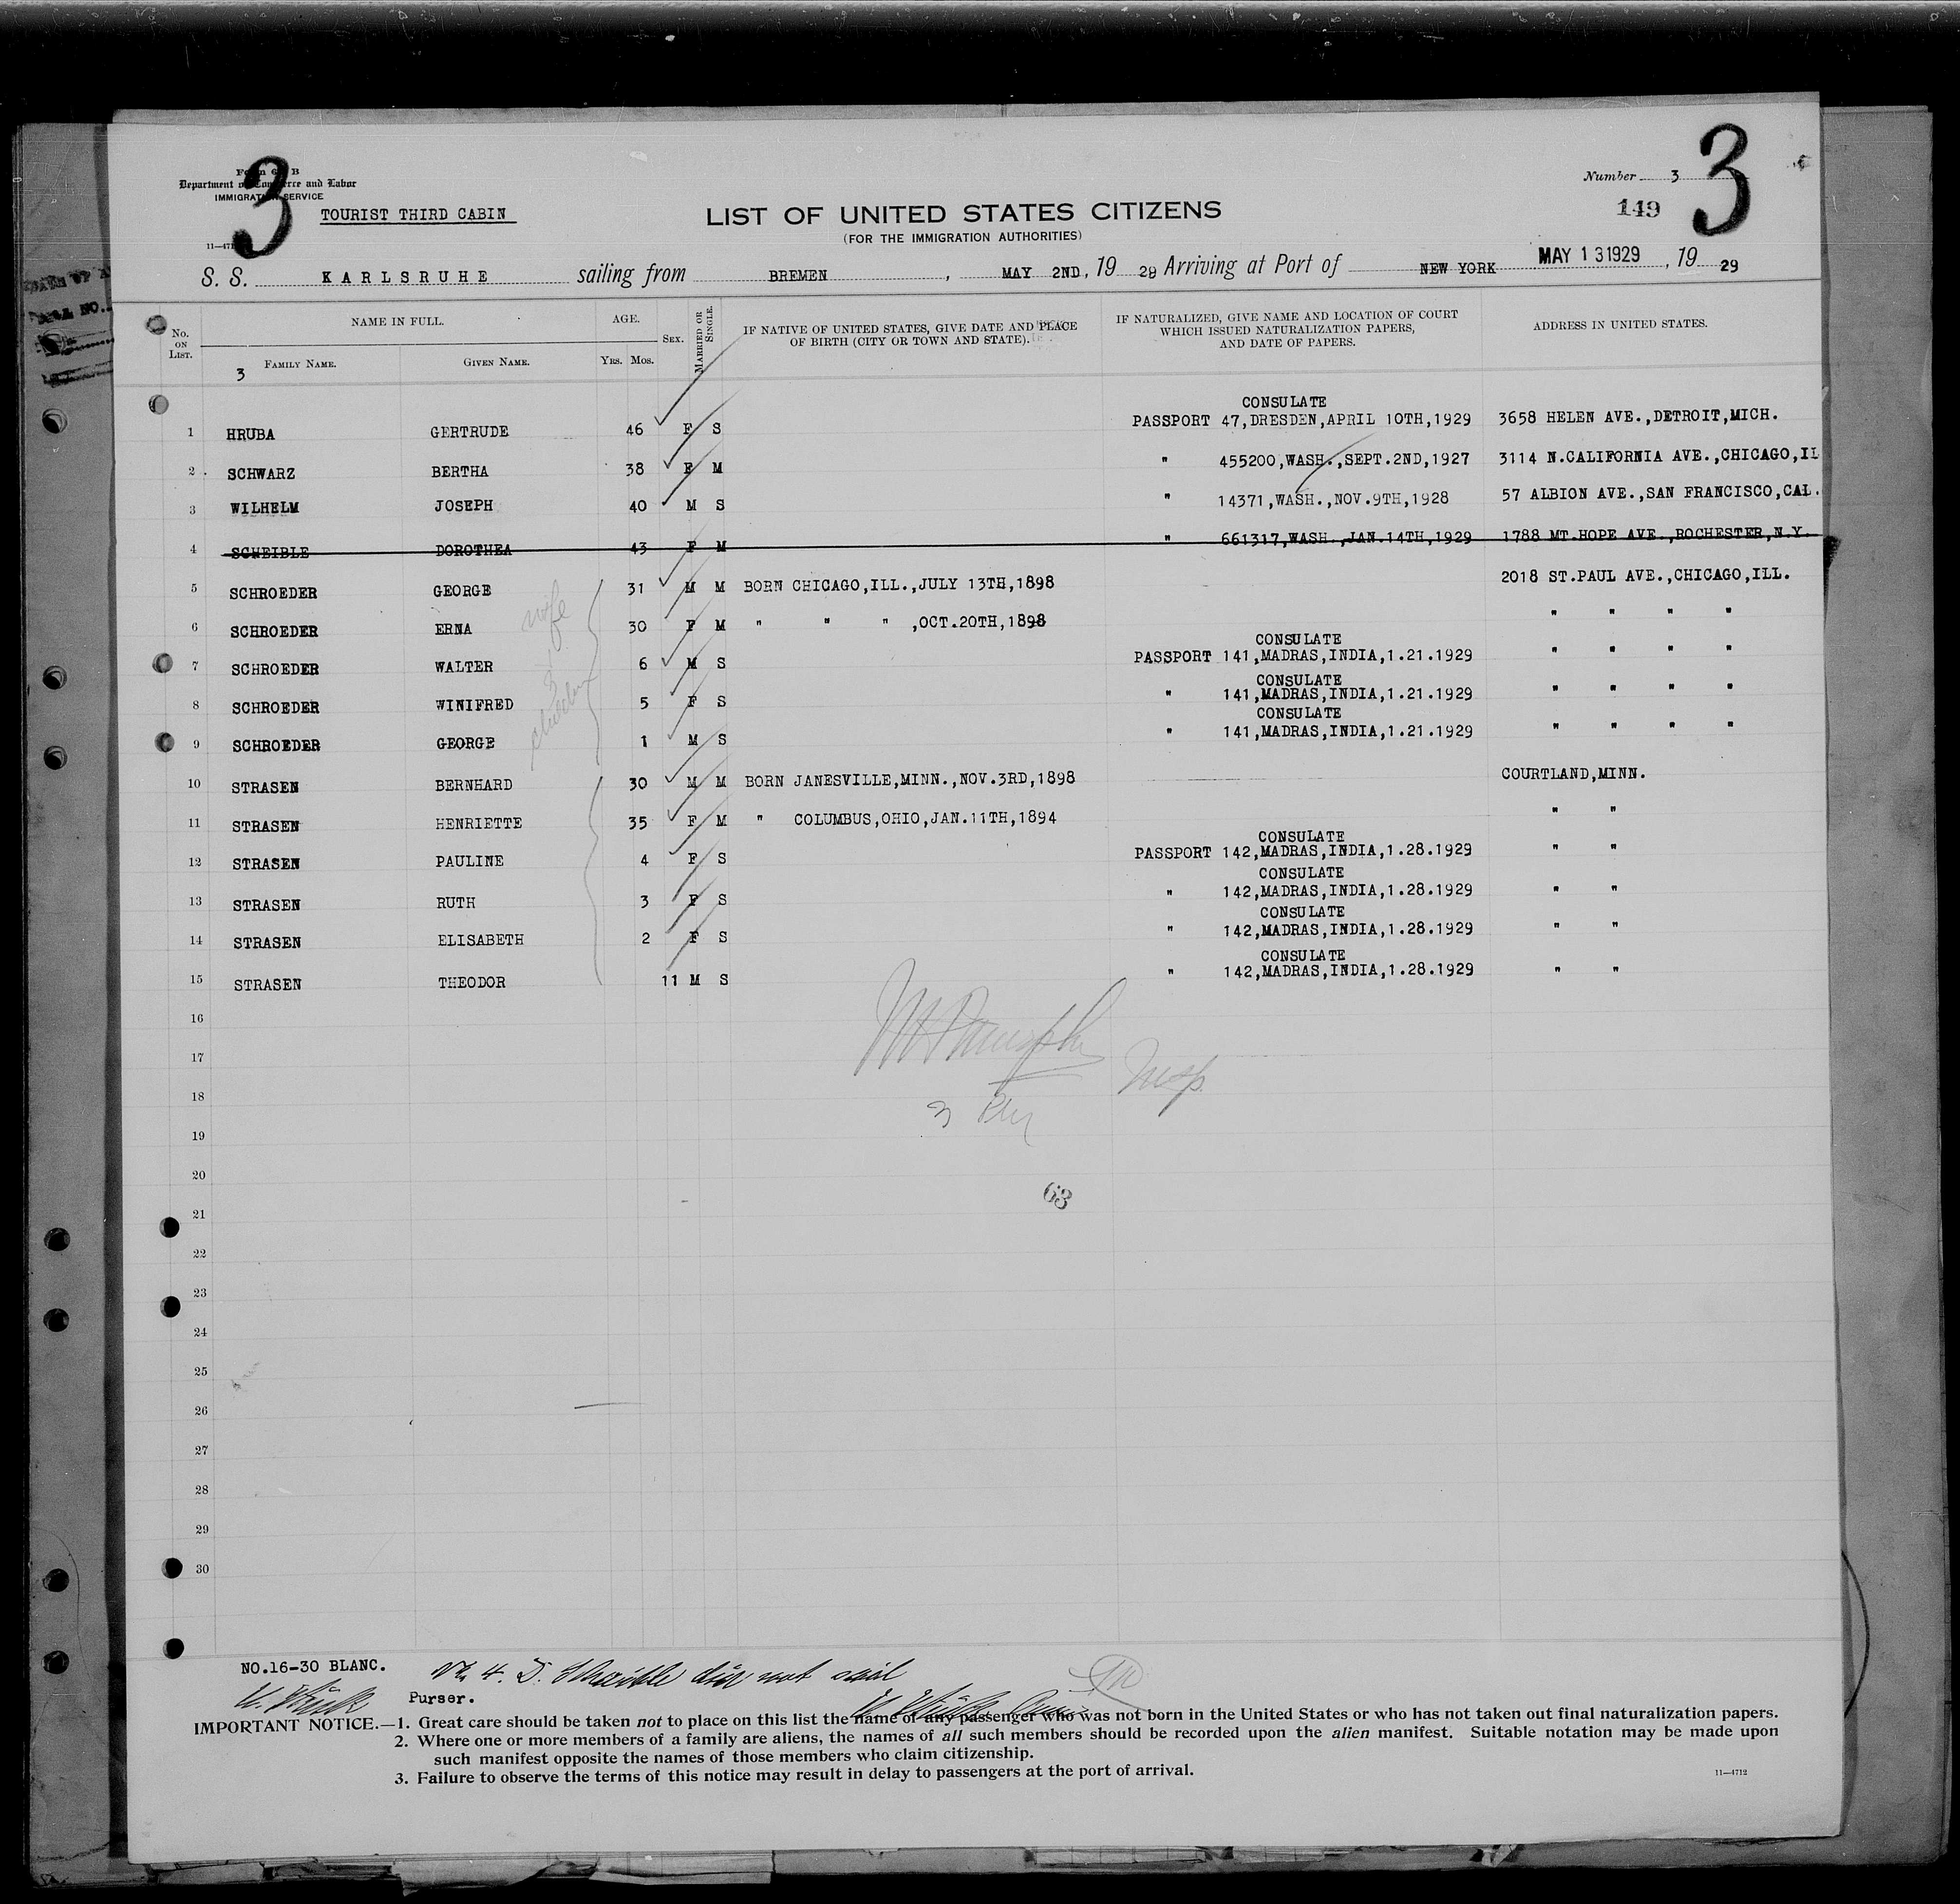 3
3
Department of Commerce and Labor
IMMIGRATION SERVICE
Number 3
149
TOURIST THIRD CABIN
LIST OF UNITED STATES CITIZENS
(FOR THE IMMIGRATION AUTHORITIES)
S. S. KARLSRUHE sailing from BREMEN, MAY 2ND, 19 29 Arriving at Port of NEW YORK MAY 13 1929, 19 29
No. ON LIST. NAME IN FULL. AGE. SEX. MARRIED OR SINGLE. IF NATIVE OF UNITED STATES, GIVE DATE AND PLACE OF BIRTH (CITY OR TOWN AND STATE). IF NATURALIZED, GIVE NAME AND LOCATION OF COURT WHICH ISSUED NATURALIZATION PAPERS, AND DATE OF PAPERS. ADDRESS IN UNITED STATES.
3 FAMILY NAME. GIVEN NAME. YRS. MOS.
CONSULATE
1 HRUBA GERTRUDE 46 F S PASSPORT 47,DRESDEN,APRIL 10TH,1929 3658 HELEN AVE.,DETROIT,MICH.
2 SCHWARZ BERTHA 38 F M " 455200,WASH.,SEPT.2ND,1927 3114 N.CALIFORNIA AVE.,CHICAGO,IL
3 WILHELM JOSEPH 40 M S " 14371,WASH.,NOV.9TH,1928 57 ALBION AVE.,SAN FRANCISCO,CAL.
4 SCHEIBLE DOROTHEA 43 F M " 661317,WASH.,JAN.14TH,1929 1788 MT.HOPE AVE.,ROCHESTER,N.Y.
5 SCHROEDER GEORGE 31 M M BORN CHICAGO,ILL.,JULY 13TH,1898 2018 ST.PAUL AVE.,CHICAGO,ILL.
wife
6 SCHROEDER ERNA 30 F M " " " ,OCT.20TH,1898 " " " "
CONSULATE
7 SCHROEDER WALTER 6 M S PASSPORT 141,MADRAS,INDIA,1.21.1929 " " " "
3 children
CONSULATE
8 SCHROEDER WINIFRED 5 F S " 141,MADRAS,INDIA,1.21.1929 " " " "
CONSULATE
9 SCHROEDER GEORGE 1 M S " 141,MADRAS,INDIA,1.21.1929 " " " "
10 STRASEN BERNHARD 30 M M BORN JANESVILLE,MINN.,NOV.3RD,1898 COURTLAND,MINN.
11 STRASEN HENRIETTE 35 F M " COLUMBUS,OHIO,JAN.11TH,1894 " "
CONSULATE
12 STRASEN PAULINE 4 F S PASSPORT 142,MADRAS,INDIA,1.28.1929 " "
CONSULATE
13 STRASEN RUTH 3 F S " 142,MADRAS,INDIA,1.28.1929 " "
CONSULATE
14 STRASEN ELISABETH 2 F S " 142,MADRAS,INDIA,1.28.1929 " "
CONSULATE
15 STRASEN THEODOR 11 M S " 142,MADRAS,INDIA,1.28.1929 " "
16
17
Insp.
18
19
20
63
21
22
23
24
25
26
27
28
29
30
NO.16-30 BLANC.
No. 4. D. Scheible did not sail
Purser.
IMPORTANT NOTICE.—1. Great care should be taken not to place on this list the name of any passenger who was not born in the United States or who has not taken out final naturalization papers.
2. Where one or more members of a family are aliens, the names of all such members should be recorded upon the alien manifest. Suitable notation may be made upon
such manifest opposite the names of those members who claim citizenship.
3. Failure to observe the terms of this notice may result in delay to passengers at the port of arrival.
11—4712